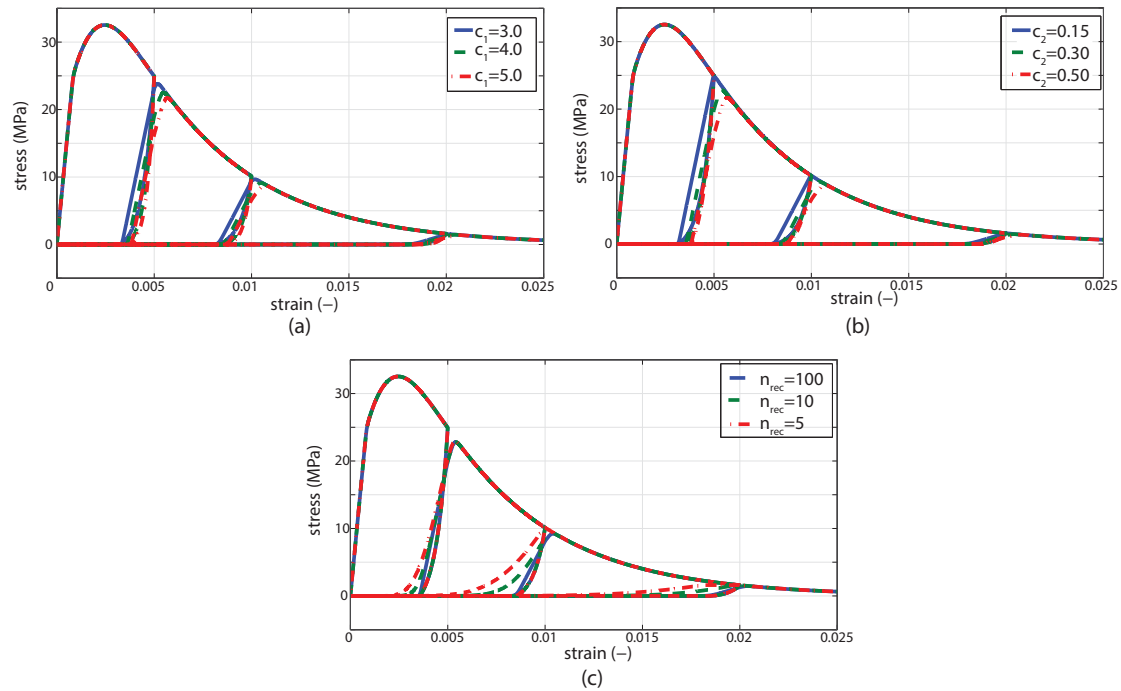 c1=3.0
c1=4.0
c1=5.0
30
20
10
0
stress (MPa)
0 0.005 0.01 0.015 0.02 0.025
strain (−)
(a)
c2=0.15
c2=0.30
c2=0.50
30
20
10
0
stress (MPa)
0 0.005 0.01 0.015 0.02 0.025
strain (−)
(b)
nrec=100
nrec=10
nrec=5
30
20
10
0
stress (MPa)
0 0.005 0.01 0.015 0.02 0.025
strain (−)
(c)